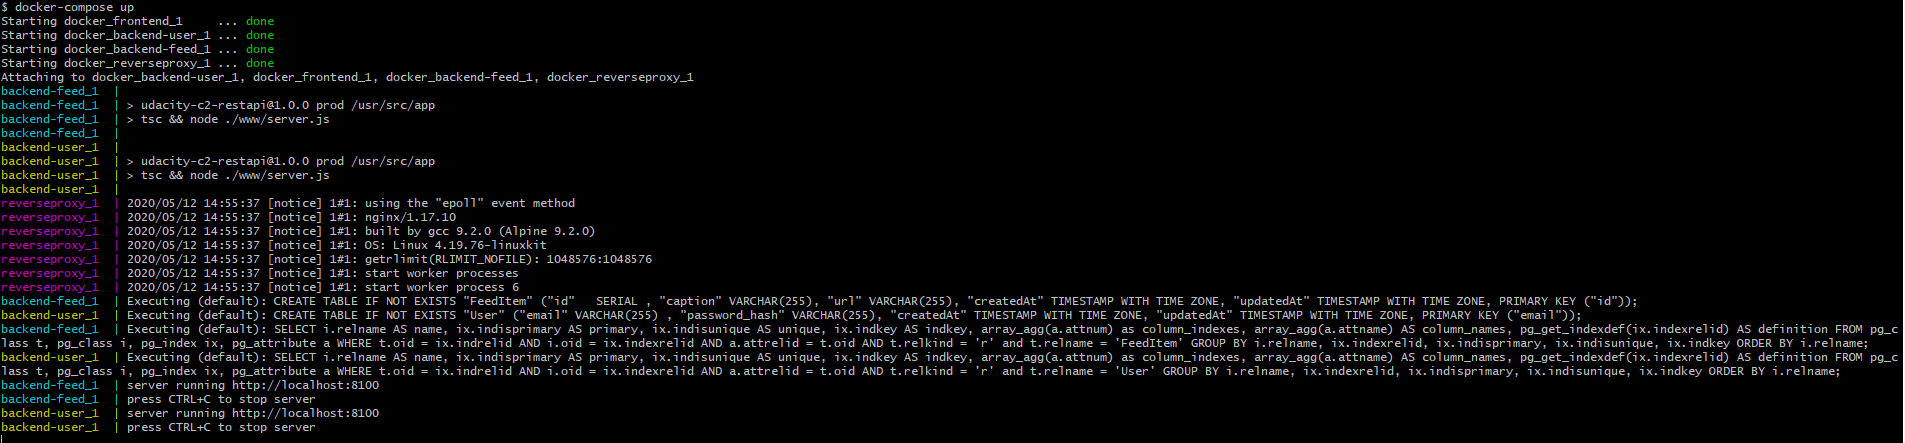 $ docker-compose up
Starting docker_frontend_1     ... done
Starting docker_backend-user_1 ... done
Starting docker_backend-feed_1 ... done
Starting docker_reverseproxy_1 ... done
Attaching to docker_backend-user_1, docker_frontend_1, docker_backend-feed_1, docker_reverseproxy_1
backend-feed_1  |
backend-feed_1  | > udacity-c2-restapi@1.0.0 prod /usr/src/app
backend-feed_1  | > tsc && node ./www/server.js
backend-feed_1  |
backend-user_1  |
backend-user_1  | > udacity-c2-restapi@1.0.0 prod /usr/src/app
backend-user_1  | > tsc && node ./www/server.js
backend-user_1  |
reverseproxy_1  | 2020/05/12 14:55:37 [notice] 1#1: using the "epoll" event method
reverseproxy_1  | 2020/05/12 14:55:37 [notice] 1#1: nginx/1.17.10
reverseproxy_1  | 2020/05/12 14:55:37 [notice] 1#1: built by gcc 9.2.0 (Alpine 9.2.0)
reverseproxy_1  | 2020/05/12 14:55:37 [notice] 1#1: OS: Linux 4.19.76-linuxkit
reverseproxy_1  | 2020/05/12 14:55:37 [notice] 1#1: getrlimit(RLIMIT_NOFILE): 1048576:1048576
reverseproxy_1  | 2020/05/12 14:55:37 [notice] 1#1: start worker processes
reverseproxy_1  | 2020/05/12 14:55:37 [notice] 1#1: start worker process 6
backend-feed_1  | Executing (default): CREATE TABLE IF NOT EXISTS "FeedItem" ("id"   SERIAL , "caption" VARCHAR(255), "url" VARCHAR(255), "createdAt" TIMESTAMP WITH TIME ZONE, "updatedAt" TIMESTAMP WITH TIME ZONE, PRIMARY KEY ("id"));
backend-user_1  | Executing (default): CREATE TABLE IF NOT EXISTS "User" ("email" VARCHAR(255) , "password_hash" VARCHAR(255), "createdAt" TIMESTAMP WITH TIME ZONE, "updatedAt" TIMESTAMP WITH TIME ZONE, PRIMARY KEY ("email"));
backend-feed_1  | Executing (default): SELECT i.relname AS name, ix.indisprimary AS primary, ix.indisunique AS unique, ix.indkey AS indkey, array_agg(a.attnum) as column_indexes, array_agg(a.attname) AS column_names, pg_get_indexdef(ix.indexrelid) AS definition FROM pg_c
lass t, pg_class i, pg_index ix, pg_attribute a WHERE t.oid = ix.indrelid AND i.oid = ix.indexrelid AND a.attrelid = t.oid AND t.relkind = 'r' and t.relname = 'FeedItem' GROUP BY i.relname, ix.indexrelid, ix.indisprimary, ix.indisunique, ix.indkey ORDER BY i.relname;
backend-user_1  | Executing (default): SELECT i.relname AS name, ix.indisprimary AS primary, ix.indisunique AS unique, ix.indkey AS indkey, array_agg(a.attnum) as column_indexes, array_agg(a.attname) AS column_names, pg_get_indexdef(ix.indexrelid) AS definition FROM pg_c
lass t, pg_class i, pg_index ix, pg_attribute a WHERE t.oid = ix.indrelid AND i.oid = ix.indexrelid AND a.attrelid = t.oid AND t.relkind = 'r' and t.relname = 'User' GROUP BY i.relname, ix.indexrelid, ix.indisprimary, ix.indisunique, ix.indkey ORDER BY i.relname;
backend-feed_1  | server running http://localhost:8100
backend-feed_1  | press CTRL+C to stop server
backend-user_1  | server running http://localhost:8100
backend-user_1  | press CTRL+C to stop server